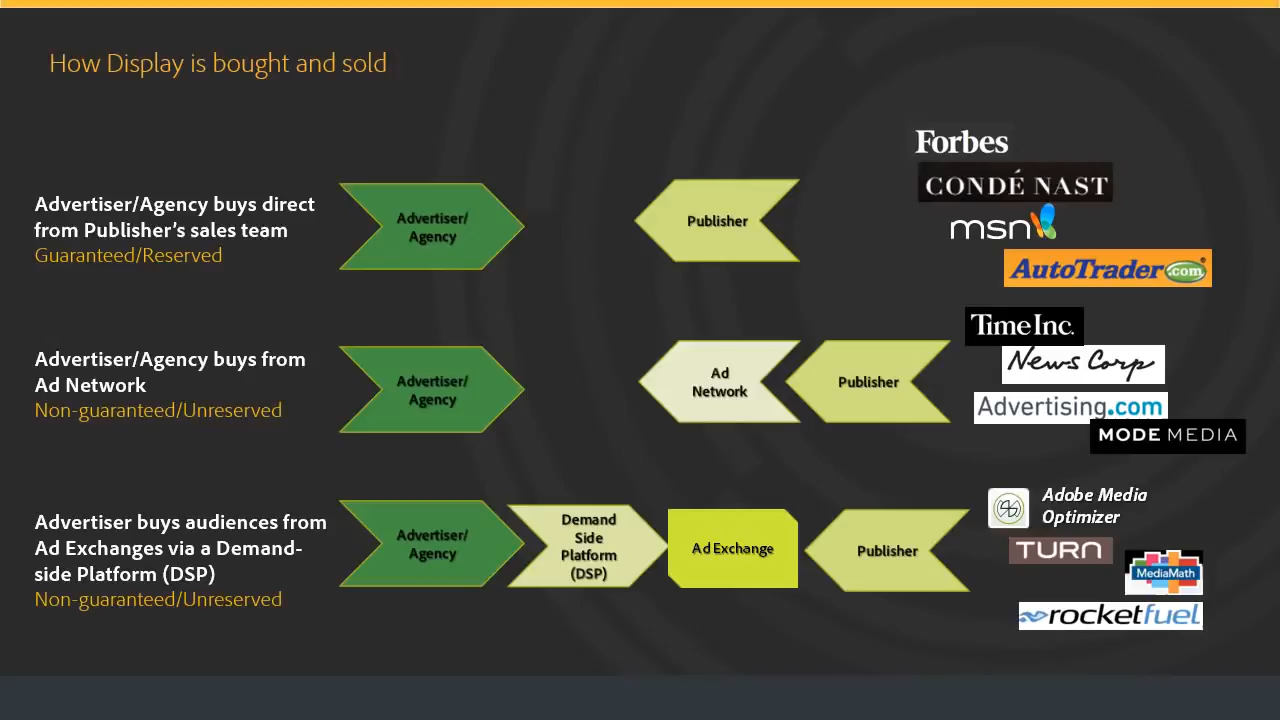 How Display is bought and sold
Advertiser/Agency buys direct
from Publisher's sales team
Guaranteed/Reserved
Advertiser/
Agency
Publisher
Forbes
CONDÉ NAST
msn
AutoTrader.com
Advertiser/Agency buys from
Ad Network
Non-guaranteed/Unreserved
Advertiser/
Agency
Ad
Network
Publisher
Time Inc.
News Corp
Advertising.com
MODE MEDIA
Advertiser buys audiences from
Ad Exchanges via a Demand-
side Platform (DSP)
Non-guaranteed/Unreserved
Advertiser/
Agency
Demand
Side
Platform
(DSP)
Ad Exchange
Publisher
Adobe Media
Optimizer
TURN
MediaMath
rocketfuel